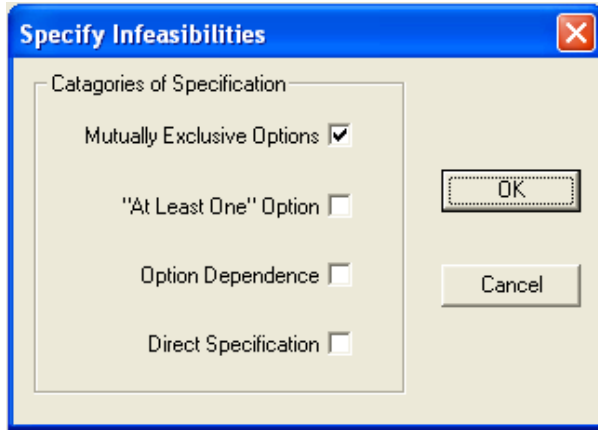 Specify Infeasibilities
Catagories of Specification
Mutually Exclusive Options
"At Least One" Option
Option Dependence
Direct Specification
OK
Cancel